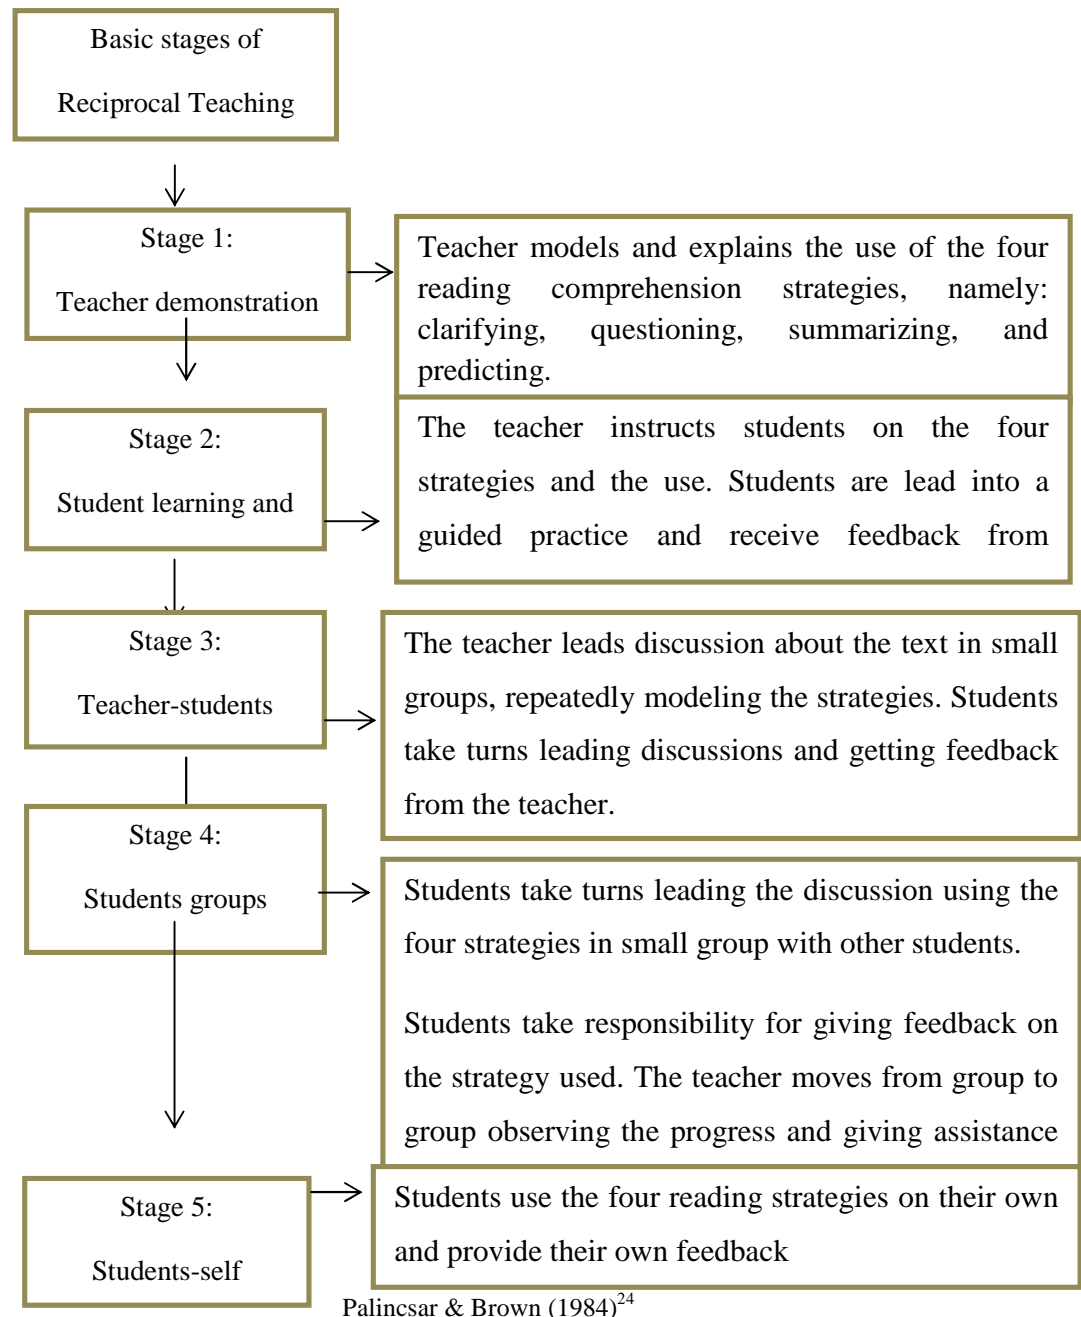 Basic stages of
Reciprocal Teaching
Stage 1:
Teacher demonstration
Teacher models and explains the use of the four
reading comprehension strategies, namely:
clarifying, questioning, summarizing, and
predicting.
Stage 2:
Student learning and
The teacher instructs students on the four
strategies and the use. Students are lead into a
guided practice and receive feedback from
Stage 3:
Teacher-students
The teacher leads discussion about the text in small
groups, repeatedly modeling the strategies. Students
take turns leading discussions and getting feedback
from the teacher.
Stage 4:
Students groups
Students take turns leading the discussion using the
four strategies in small group with other students.
Students take responsibility for giving feedback on
the strategy used. The teacher moves from group to
group observing the progress and giving assistance
Stage 5:
Students-self
Students use the four reading strategies on their own
and provide their own feedback
Palincsar & Brown (1984)24